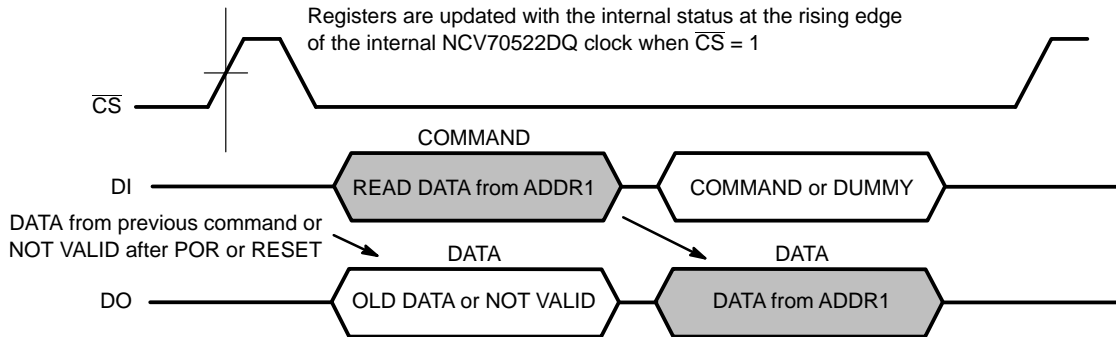 Registers are updated with the internal status at the rising edge
of the internal NCV70522DQ clock when C̅S̅ = 1
C̅S̅
COMMAND
DI
READ DATA from ADDR1
COMMAND or DUMMY
DATA from previous command or
NOT VALID after POR or RESET
DATA
DATA
DO
OLD DATA or NOT VALID
DATA from ADDR1